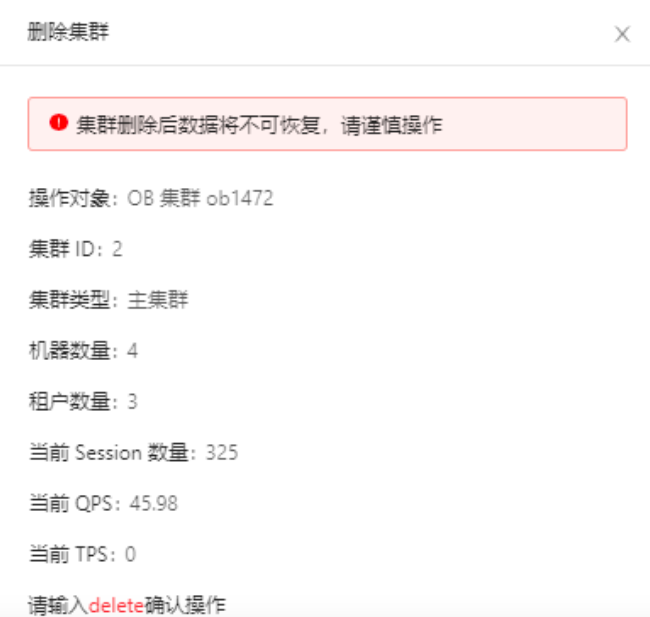 删除集群
集群删除后数据将不可恢复，请谨慎操作
操作对象：OB 集群 ob1472
集群 ID：2
集群类型：主集群
机器数量：4
租户数量：3
当前 Session 数量：325
当前 QPS：45.98
当前 TPS：0
请输入delete确认操作